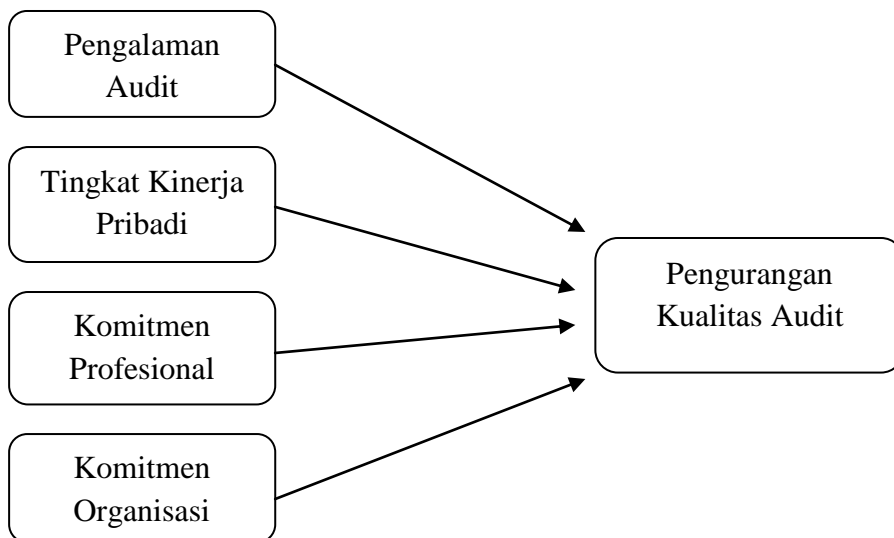 Pengalaman
Audit
Tingkat Kinerja
Pribadi
Komitmen
Profesional
Komitmen
Organisasi
Pengurangan
Kualitas Audit